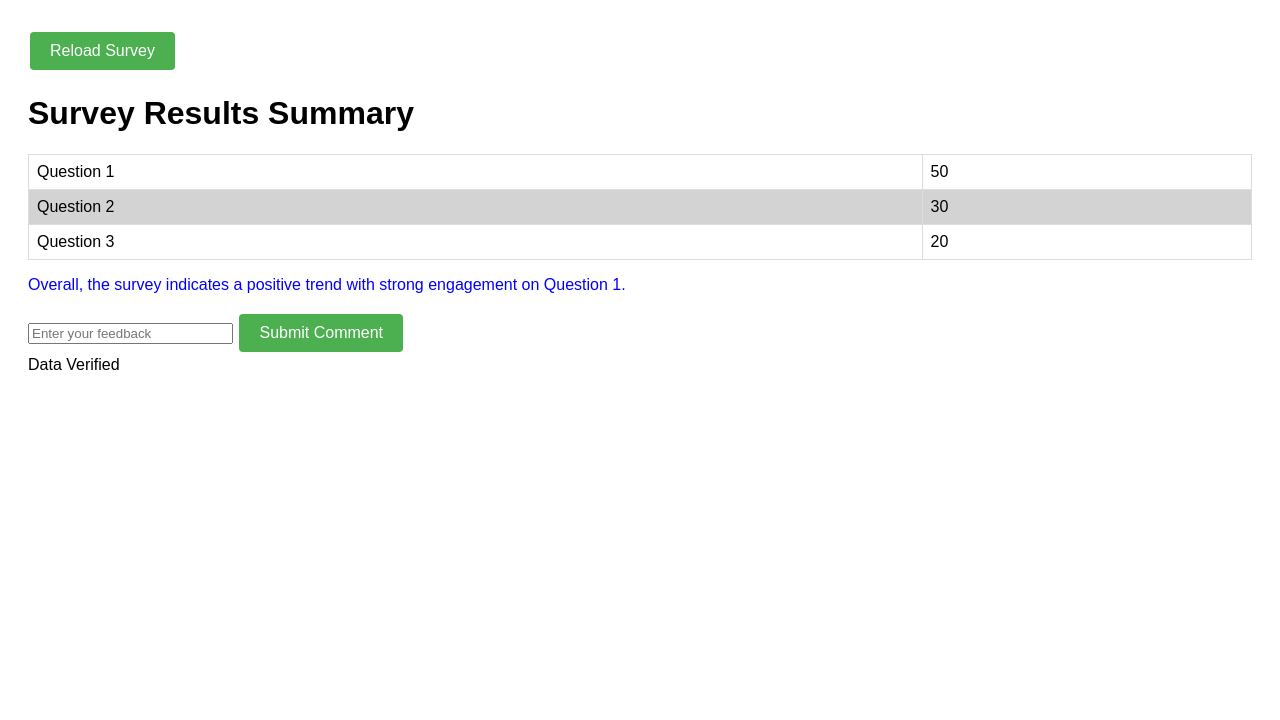 Reload Survey
Survey Results Summary
Question 1 50
Question 2 30
Question 3 20
Overall, the survey indicates a positive trend with strong engagement on Question 1.
Enter your feedback Submit Comment
Data Verified